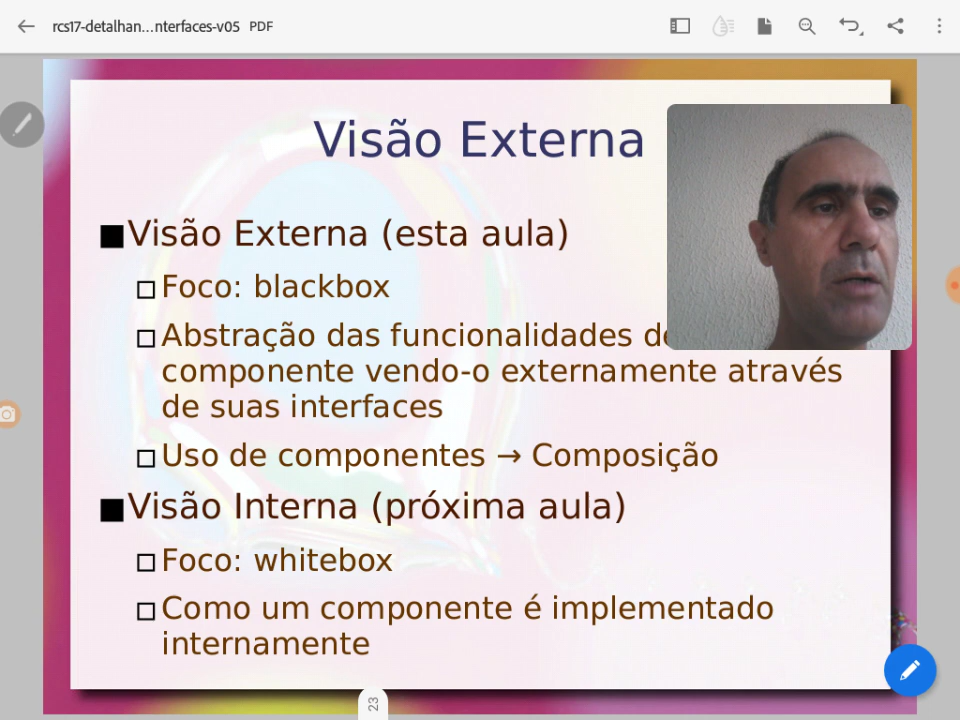 rcs17-detalhan...nterfaces-v05 PDF
Visão Externa
Visão Externa (esta aula)
Foco: blackbox
Abstração das funcionalidades
componente vendo-o externamente através
de suas interfaces
Uso de componentes → Composição
Visão Interna (próxima aula)
Foco: whitebox
Como um componente é implementado
internamente
23